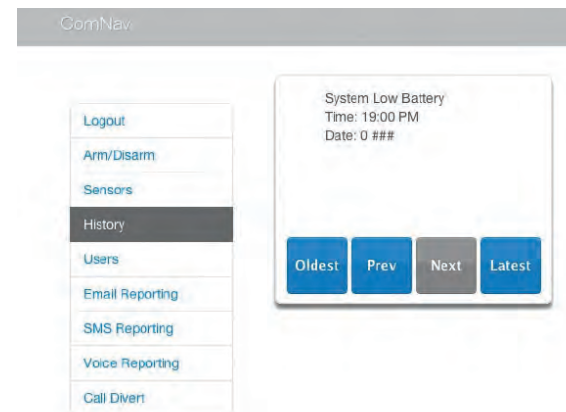 ComNav
Logout
Arm/Disarm
Sensors
History
Users
Email Reporting
SMS Reporting
Voice Reporting
Call Divert
System Low Battery
Time: 19:00 PM
Date: 0 ###
Oldest
Prev
Next
Latest